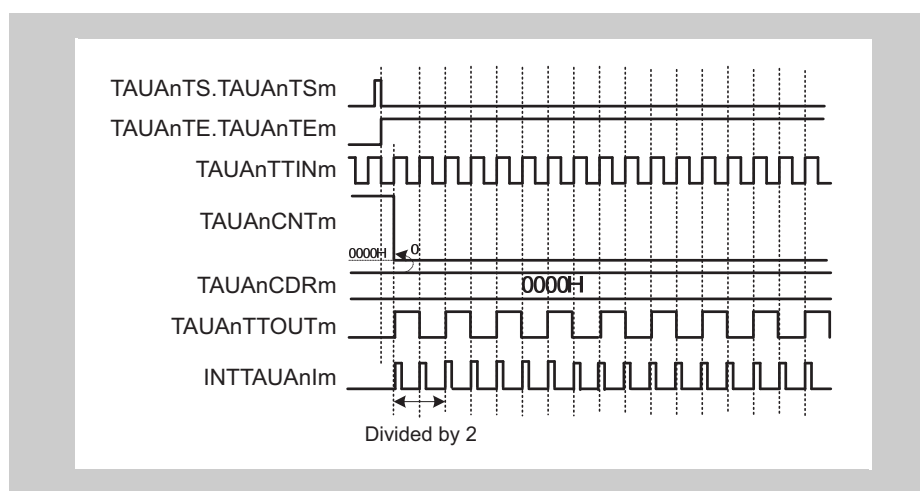 TAUAnTS.TAUAnTSm
TAUAnTE.TAUAnTEm
TAUAnTTINm
TAUAnCNTm
0000H
0
TAUAnCDRm
0000H
TAUAnTTOUTm
INTTAUAnIm
Divided by 2